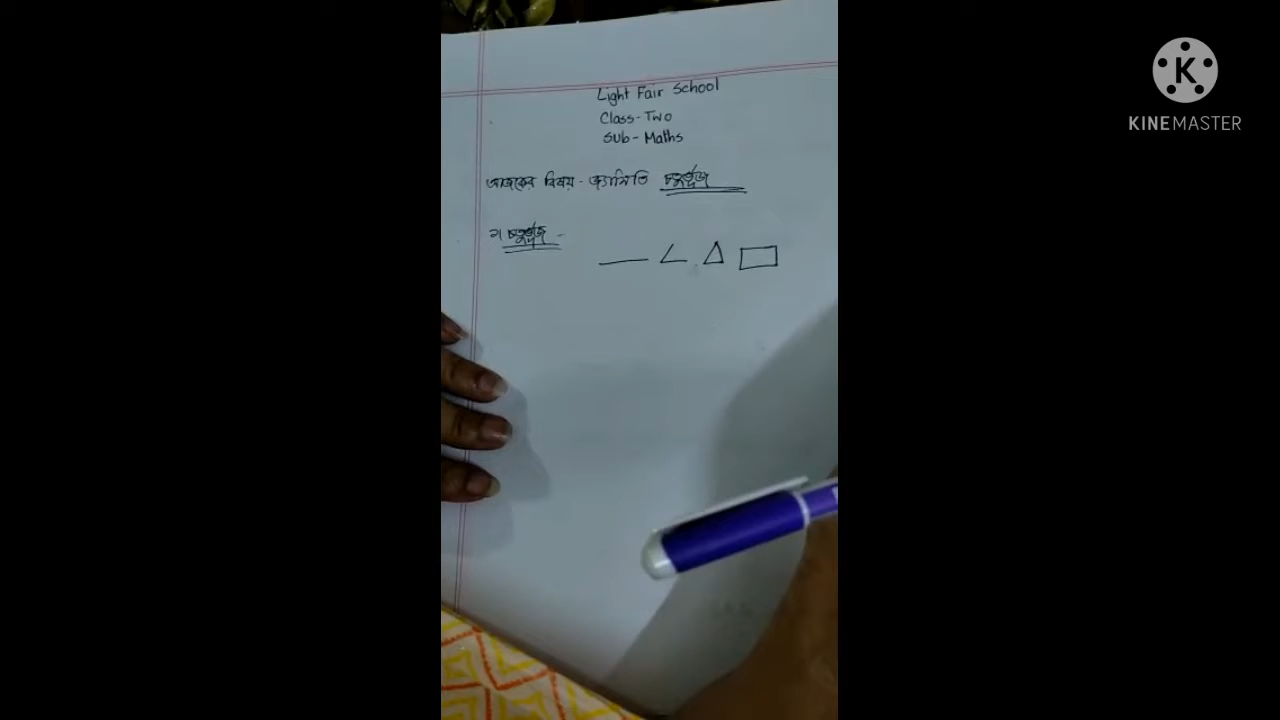 Light Fair School
Class-Two
Sub-Maths
আজকের বিষয়- জ্যামিতি চতুর্ভুজ
চতুর্ভুজ -
K
KINEMASTER